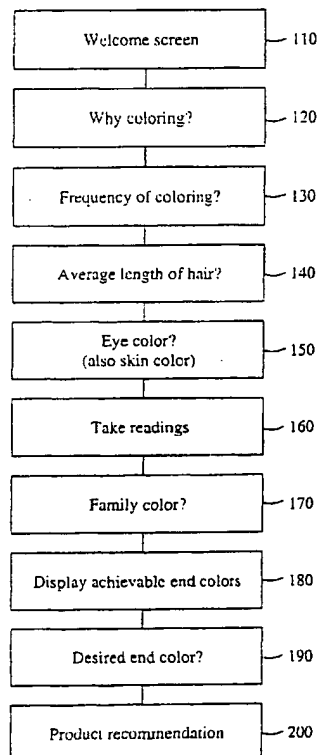 Welcome screen 110
Why coloring? 120
Frequency of coloring? 130
Average length of hair? 140
Eye color?
(also skin color) 150
Take readings 160
Family color? 170
Display achievable end colors 180
Desired end color? 190
Product recommendation 200